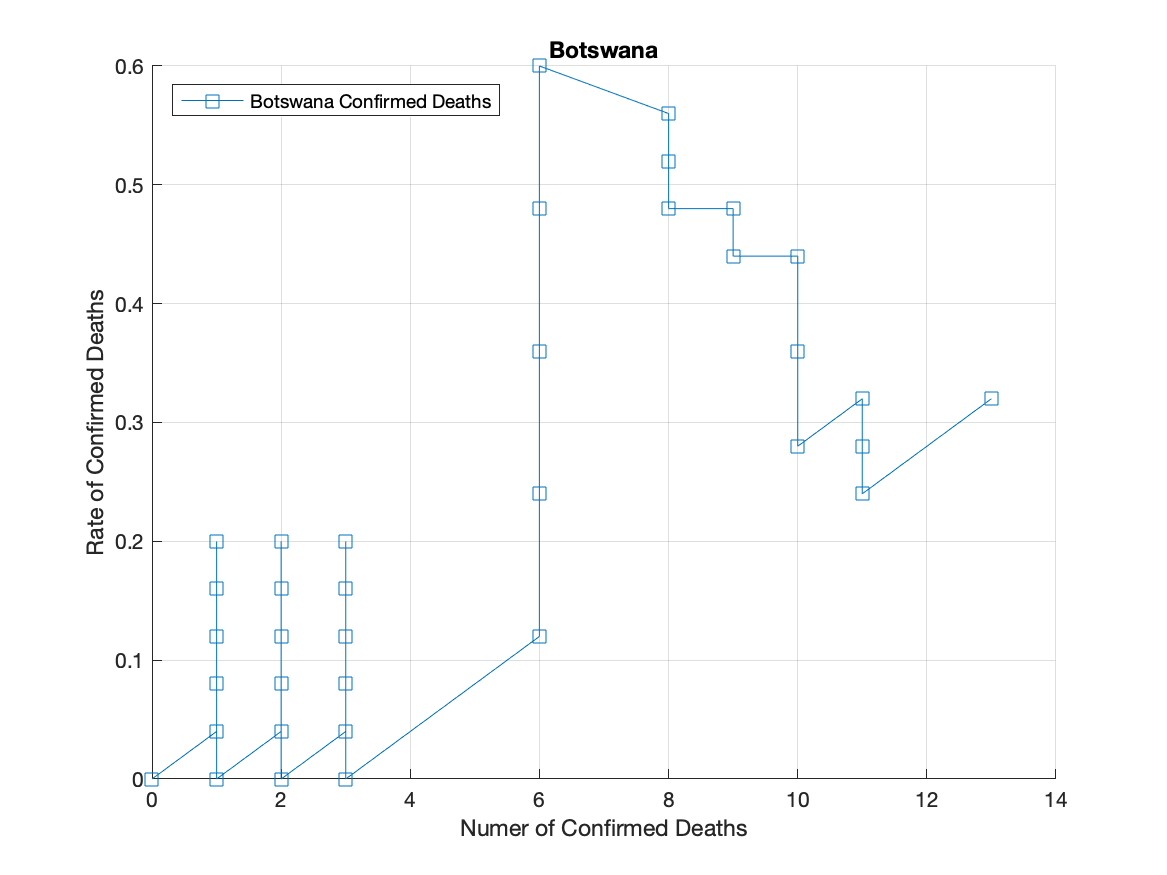 Botswana
Botswana Confirmed Deaths
Rate of Confirmed Deaths
0.6
0.5
0.4
0.3
0.2
0.1
0
0 2 4 6 8 10 12 14
Numer of Confirmed Deaths